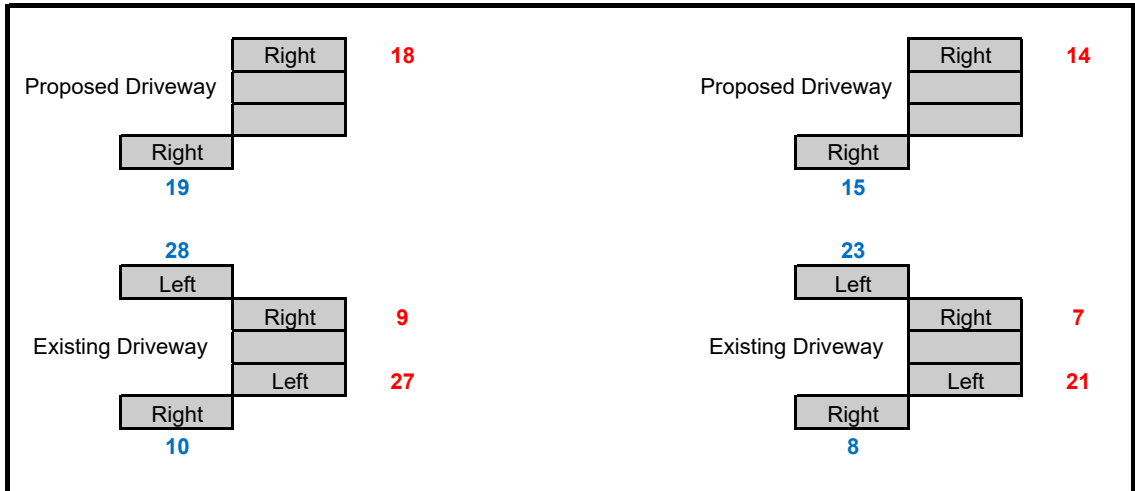 Right 18
Proposed Driveway
Right
19
28
Left
Right 9
Existing Driveway
Left 27
Right
10
Right 14
Proposed Driveway
Right
15
23
Left
Right 7
Existing Driveway
Left 21
Right
8